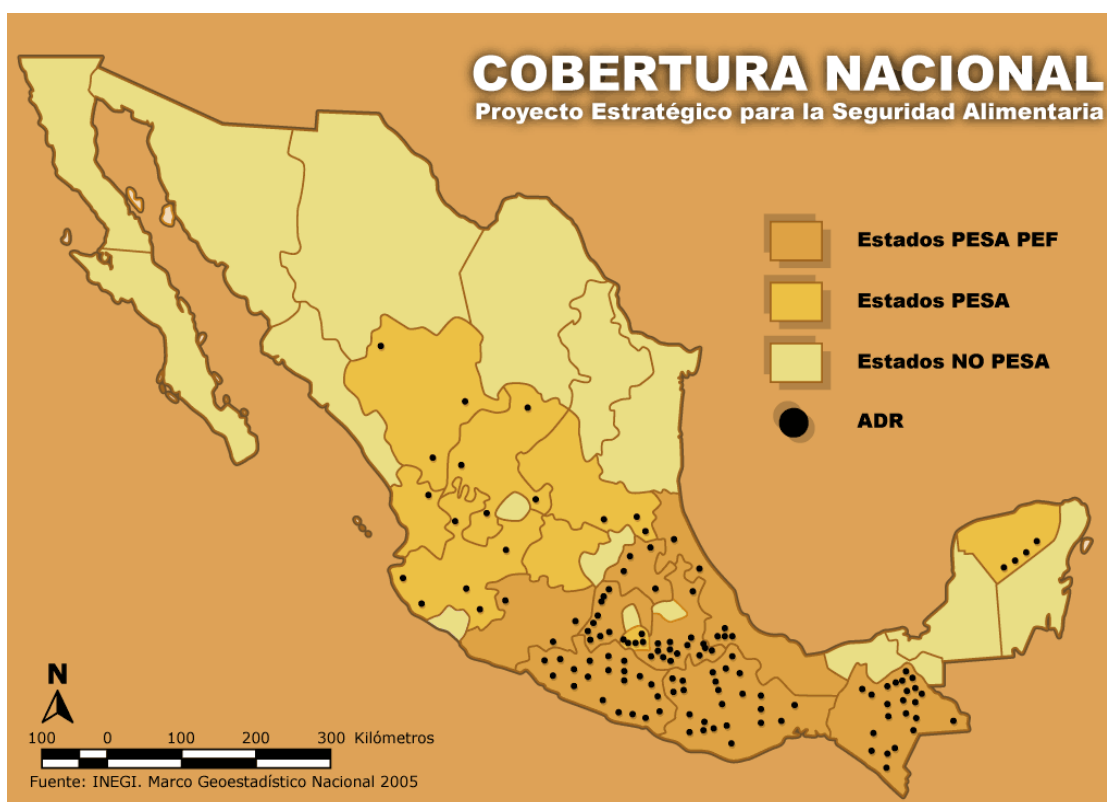 COBERTURA NACIONAL
Proyecto Estratégico para la Seguridad Alimentaria
Estados PESA PEF
Estados PESA
Estados NO PESA
ADR
N
100 0 100 200 300 Kilómetros
Fuente: INEGI. Marco Geoestadístico Nacional 2005